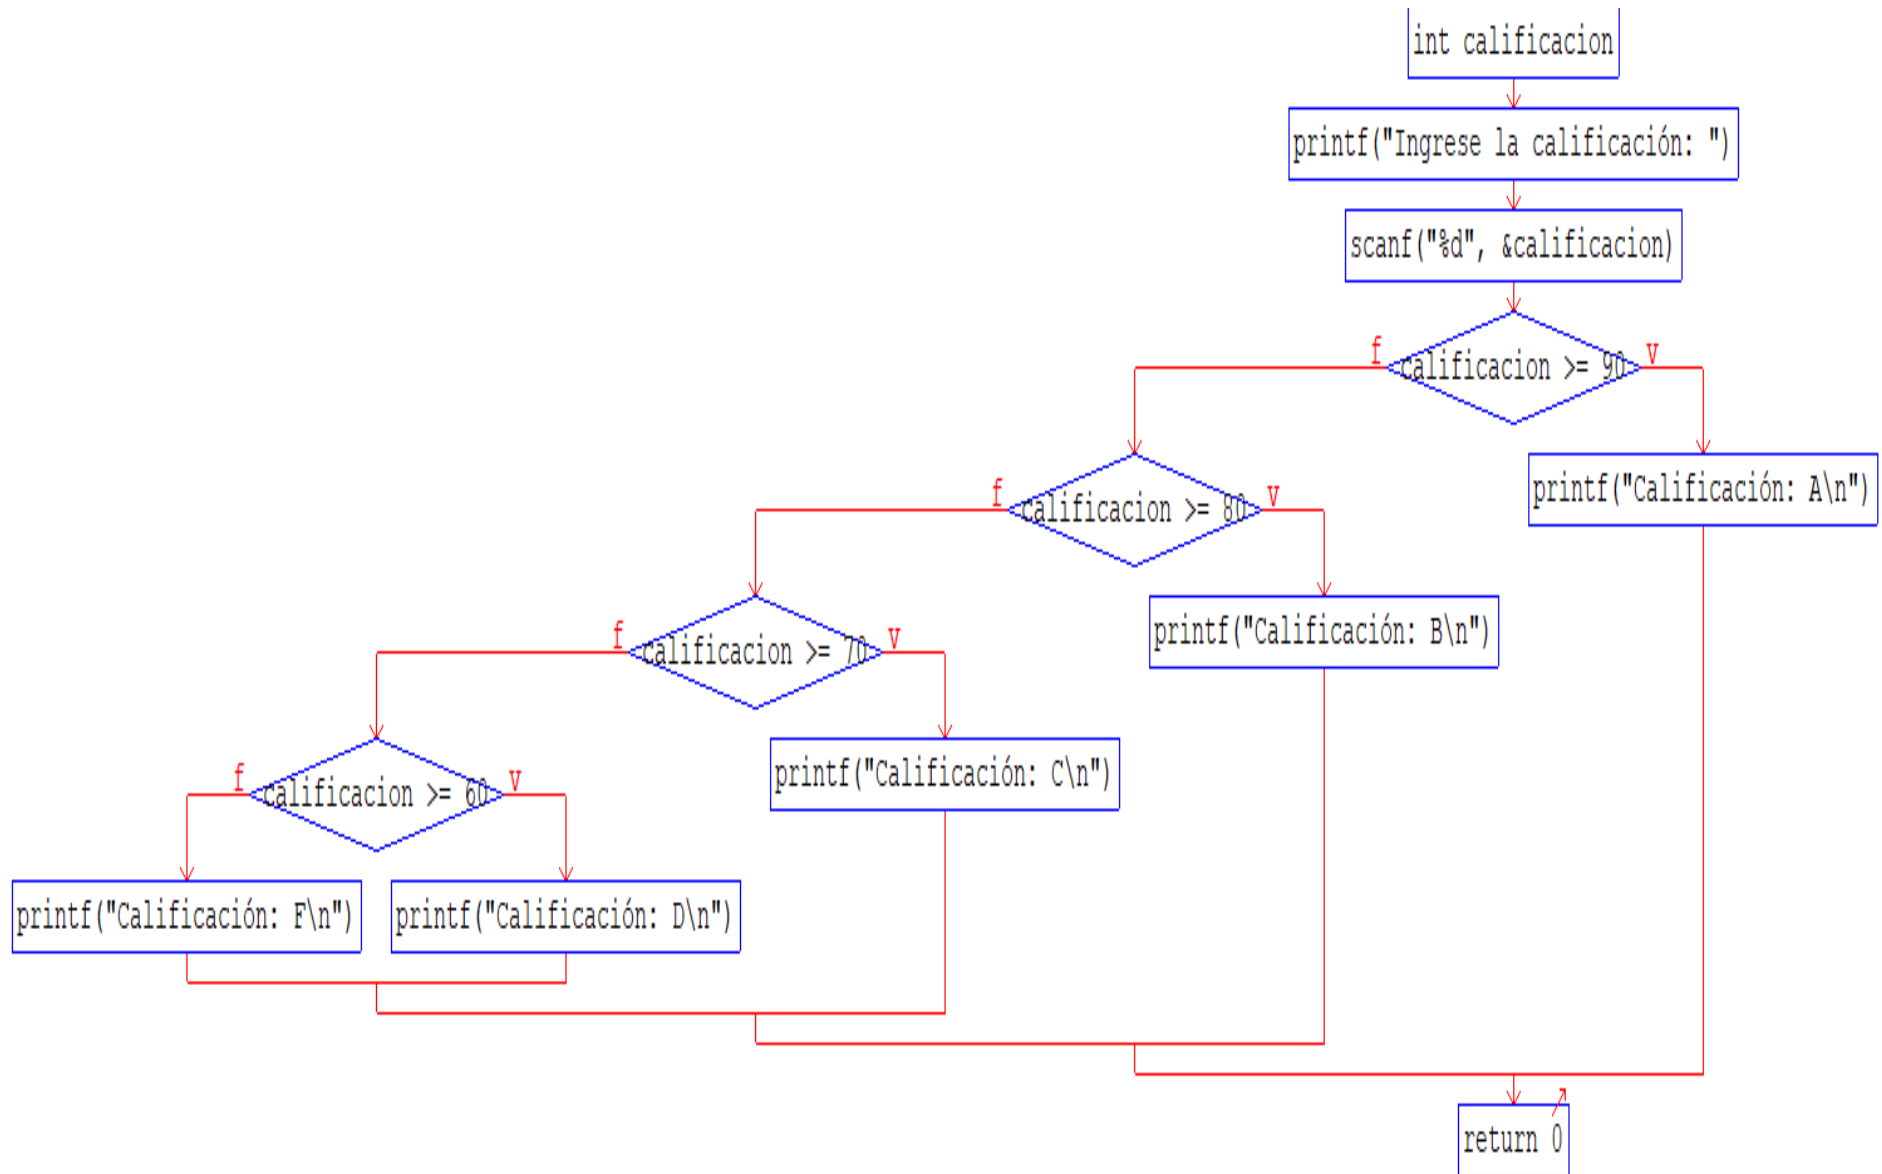 int calificacion
printf("Ingrese la calificación: ")
scanf("%d", &calificacion)
f
calificacion >= 90
v
printf("Calificación: A\n")
f
calificacion >= 80
v
printf("Calificación: B\n")
f
calificacion >= 70
v
printf("Calificación: C\n")
f
calificacion >= 60
v
printf("Calificación: F\n")
printf("Calificación: D\n")
return 0